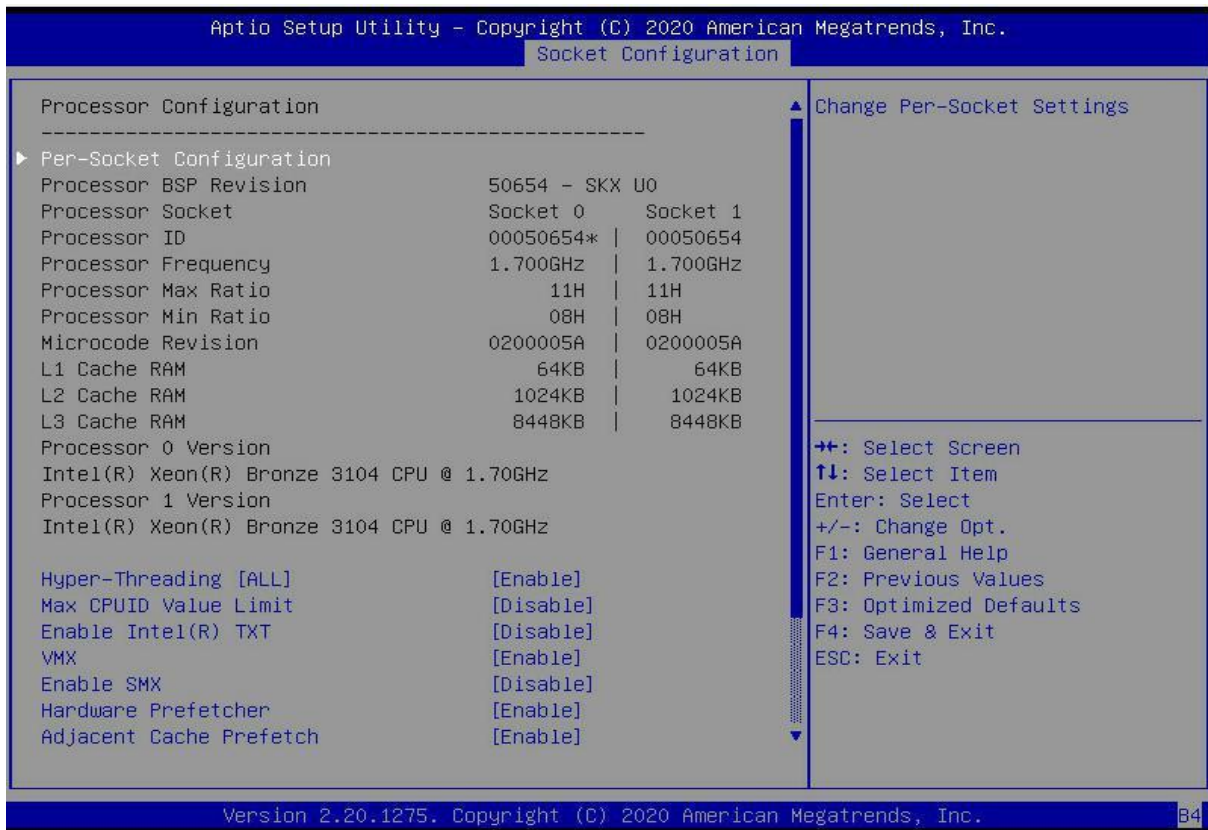 Aptio Setup Utility – Copyright (C) 2020 American Megatrends, Inc.
Socket Configuration
Processor Configuration
--------------------------------------------------
Per-Socket Configuration
Processor BSP Revision 50654 - SKX U0
Processor Socket Socket 0 Socket 1
Processor ID 00050654* | 00050654
Processor Frequency 1.700GHz | 1.700GHz
Processor Max Ratio 11H | 11H
Processor Min Ratio 08H | 08H
Microcode Revision 0200005A | 0200005A
L1 Cache RAM 64KB | 64KB
L2 Cache RAM 1024KB | 1024KB
L3 Cache RAM 8448KB | 8448KB
Processor 0 Version
Intel(R) Xeon(R) Bronze 3104 CPU @ 1.70GHz
Processor 1 Version
Intel(R) Xeon(R) Bronze 3104 CPU @ 1.70GHz
Hyper-Threading [ALL] [Enable]
Max CPUID Value Limit [Disable]
Enable Intel(R) TXT [Disable]
VMX [Enable]
Enable SMX [Disable]
Hardware Prefetcher [Enable]
Adjacent Cache Prefetch [Enable]
Change Per-Socket Settings
→←: Select Screen
↑↓: Select Item
Enter: Select
+/-: Change Opt.
F1: General Help
F2: Previous Values
F3: Optimized Defaults
F4: Save & Exit
ESC: Exit
Version 2.20.1275. Copyright (C) 2020 American Megatrends, Inc.
B4